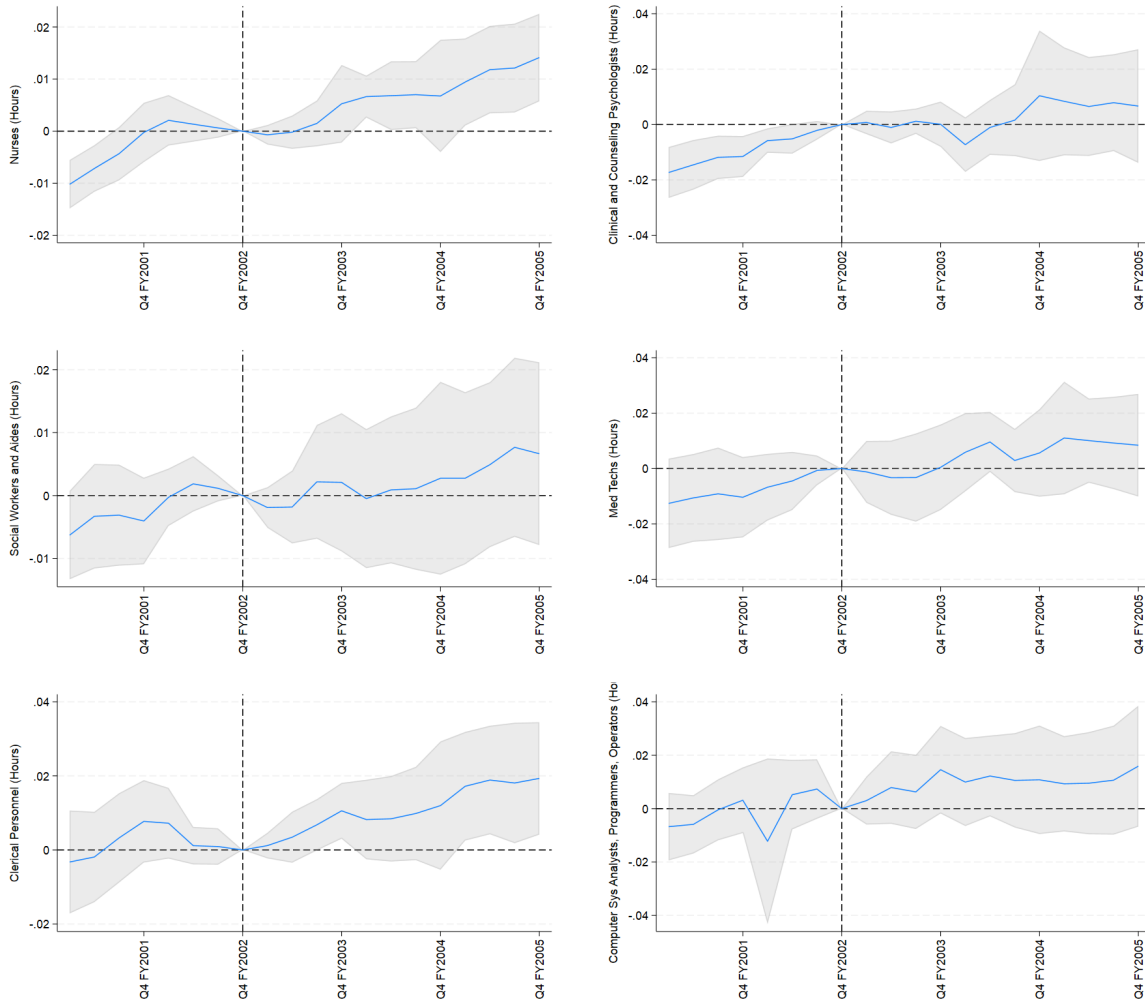 Nurses (Hours)
.02
.01
0
-.01
-.02
Q4 FY2001
Q4 FY2002
Q4 FY2003
Q4 FY2004
Q4 FY2005
Clinical and Counseling Psychologists (Hours)
.04
.02
0
-.02
-.04
Q4 FY2001
Q4 FY2002
Q4 FY2003
Q4 FY2004
Q4 FY2005
Social Workers and Aides (Hours)
.02
.01
0
-.01
Q4 FY2001
Q4 FY2002
Q4 FY2003
Q4 FY2004
Q4 FY2005
Med Techs (Hours)
.04
.02
0
-.02
-.04
Q4 FY2001
Q4 FY2002
Q4 FY2003
Q4 FY2004
Q4 FY2005
Clerical Personnel (Hours)
.04
.02
0
-.02
Q4 FY2001
Q4 FY2002
Q4 FY2003
Q4 FY2004
Q4 FY2005
Computer Sys Analysts, Programmers, Operators (Ho
.04
.02
0
-.02
-.04
Q4 FY2001
Q4 FY2002
Q4 FY2003
Q4 FY2004
Q4 FY2005